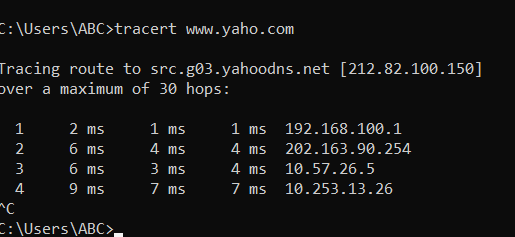 C:\Users\ABC>tracert www.yaho.com
Tracing route to src.g03.yahoodns.net [212.82.100.150]
over a maximum of 30 hops:
1 2 ms 1 ms 1 ms 192.168.100.1
2 6 ms 4 ms 4 ms 202.163.90.254
3 6 ms 3 ms 4 ms 10.57.26.5
4 9 ms 7 ms 7 ms 10.253.13.26
^C
C:\Users\ABC>